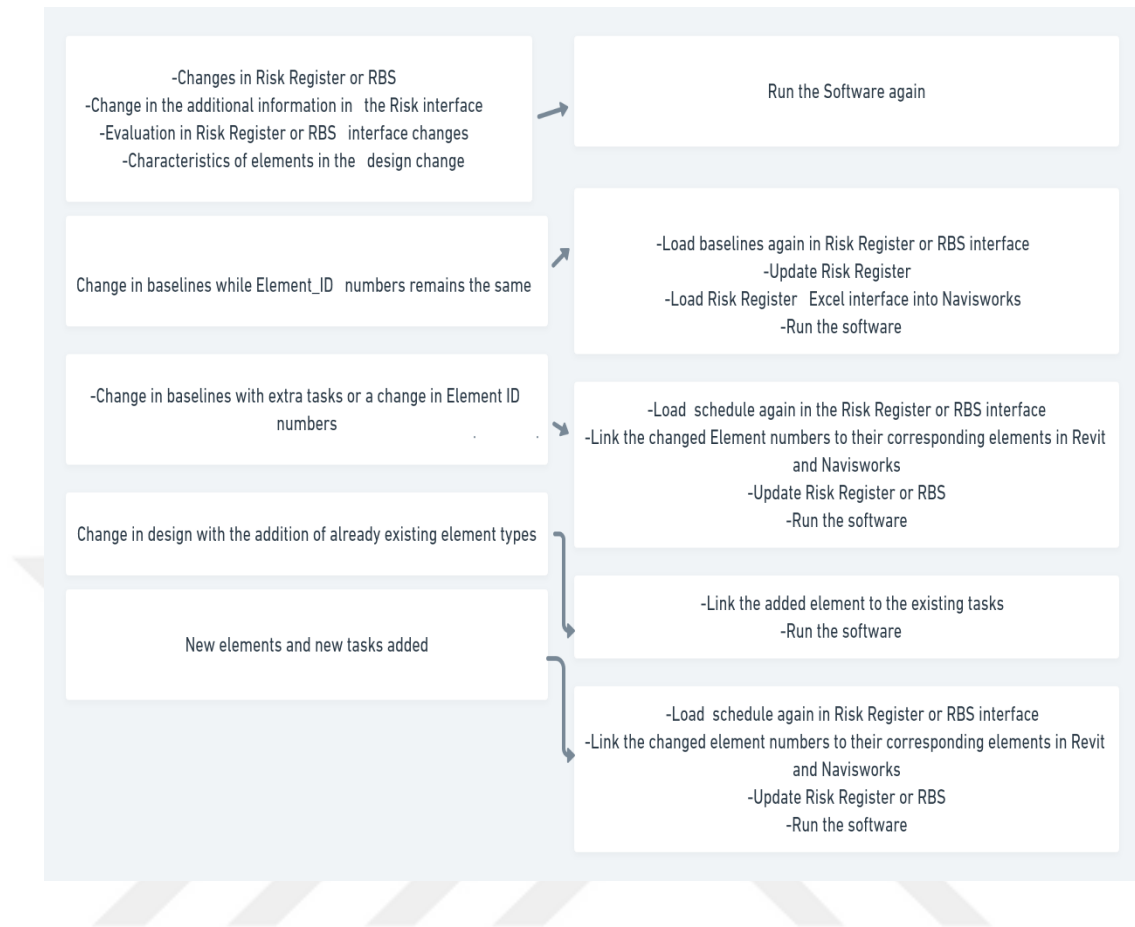 -Changes in Risk Register or RBS
-Change in the additional information in the Risk interface
-Evaluation in Risk Register or RBS interface changes
-Characteristics of elements in the design change
Run the Software again
Change in baselines while Element_ID numbers remains the same
-Load baselines again in Risk Register or RBS interface
-Update Risk Register
-Load Risk Register Excel interface into Navisworks
-Run the software
-Change in baselines with extra tasks or a change in Element ID
numbers
-Load schedule again in the Risk Register or RBS interface
-Link the changed Element numbers to their corresponding elements in Revit
and Navisworks
-Update Risk Register or RBS
-Run the software
Change in design with the addition of already existing element types
-Link the added element to the existing tasks
-Run the software
New elements and new tasks added
-Load schedule again in Risk Register or RBS interface
-Link the changed element numbers to their corresponding elements in Revit
and Navisworks
-Update Risk Register or RBS
-Run the software